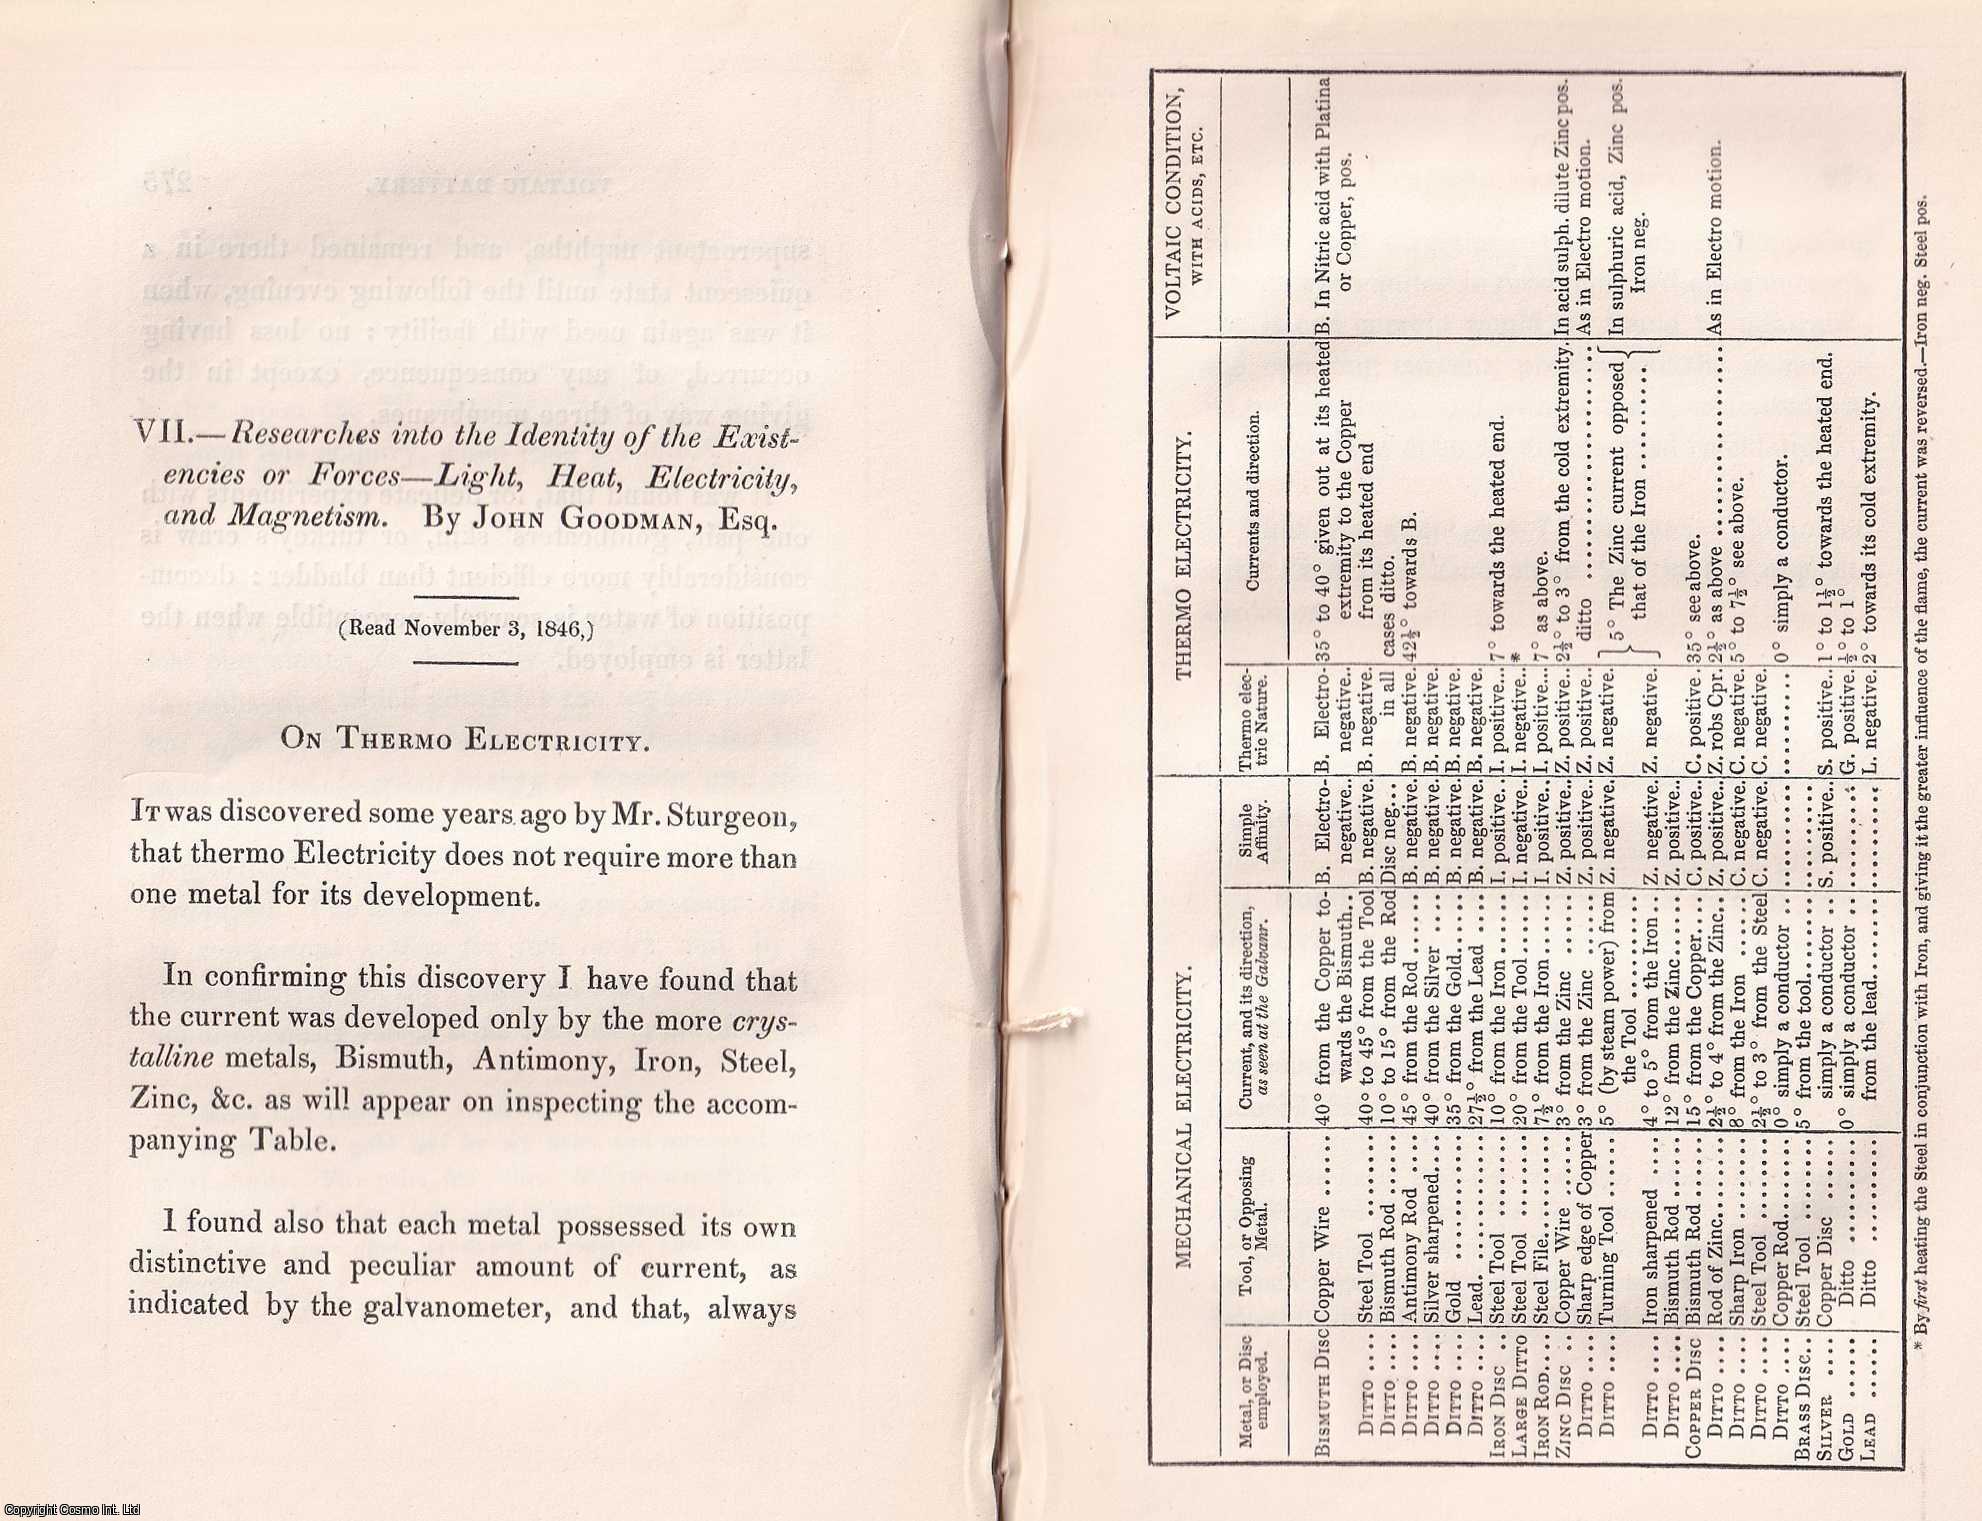 VII.—Researches into the Identity of the Exist-
encies or Forces—Light, Heat, Electricity,
and Magnetism. By JOHN GOODMAN, Esq.
(Read November 3, 1846,)
ON THERMO ELECTRICITY.
IT was discovered some years ago by Mr. Sturgeon,
that thermo Electricity does not require more than
one metal for its development.
In confirming this discovery I have found that
the current was developed only by the more crys-
talline metals, Bismuth, Antimony, Iron, Steel,
Zinc, &c. as will appear on inspecting the accom-
panying Table.
I found also that each metal possessed its own
distinctive and peculiar amount of current, as
indicated by the galvanometer, and that, always
MECHANICAL ELECTRICITY. THERMO ELECTRICITY. VOLTAIC CONDITION,
WITH ACIDS, ETC.
Metal, or Disc Tool, or Opposing Current, and its direction, Simple Thermo elec- Currents and direction.
employed. Metal. as seen at the Galvanr. Affinity. tric Nature.
BISMUTH DISC Copper Wire ...... 40° from the Copper to- B. Electro- B. Electro- 35° to 40° given out at its heated B. In Nitric acid with Platina
wards the Bismuth.. negative.. negative.. extremity to the Copper or Copper, pos.
DITTO .... Steel Tool ........ 40° to 45° from the Tool B. negative. B. negative. from its heated end
DITTO .... Bismuth Rod ...... 10° to 15° from the Rod Disc neg... in all cases ditto.
DITTO .... Antimony Rod .... 45° from the Rod...... B. negative. B. negative. 42½° towards B.
DITTO .... Silver sharpened.... 40° from the Silver .... B. negative. B. negative.
DITTO .... Gold .......... 35° from the Gold...... B. negative. B. negative.
DITTO .... Lead........... 27½° from the Lead .... B. negative. B. negative.
IRON DISC .. Steel Tool ....... 10° from the Iron...... I. positive.. I. positive... 7° towards the heated end.
LARGE DITTO Steel Tool ...... 20° from the Tool...... I. negative.. I. negative.. *
IRON ROD.... Steel File........ 7½° from the Iron ...... I. positive.. I. positive... 7° as above.
ZINC DISC .. Copper Wire ...... 3° from the Zinc ...... Z. positive.. Z. positive.. 2½° to 3° from the cold extremity. In acid sulph. dilute Zinc pos.
DITTO .... Sharp edge of Copper 3° from the Zinc ..... Z. positive.. Z. positive.. ditto ..................... As in Electro motion.
DITTO .... Turning Tool ...... 5° (by steam power) from Z. negative. Z. negative. 5° The Zinc current opposed In sulphuric acid, Zinc pos.
the Tool ......... that of the Iron ......... Iron neg.
DITTO .... Iron sharpened .... 4° to 5° from the Iron .. Z. negative. Z. negative.
DITTO .... Bismuth Rod ...... 12° from the Zinc...... Z. positive..
COPPER DISC Bismuth Rod ...... 15° from the Copper.... C. positive.. C. positive. 35° see above.
DITTO .... Rod of Zinc........ 2½° to 4° from the Zinc.. Z. positive.. Z. robs Cpr. 2½° as above ................. As in Electro motion.
DITTO .... Sharp Iron ........ 8° from the Iron ..... C. negative. C. negative. 5° to 7½° see above.
DITTO .... Steel Tool ........ 2½° to 3° from the Steel C. negative. C. negative.
DITTO .... Copper Rod........ 0° simply a conductor .. .......... .......... 0° simply a conductor.
BRASS DISC.. Steel Tool ........ 5° from the tool........ ..........
SILVER .... Copper Disc ...... simply a conductor .. S. positive.. S. positive.. 1° to 1½° towards the heated end.
GOLD ...... Ditto .......... 0° simply a conductor .. .......... G. positive. ½° to 1°
LEAD ...... Ditto .......... from the lead........ .......... L. negative. 2° towards its cold extremity.
* By first heating the Steel in conjunction with Iron, and giving it the greater influence of the flame, the current was reversed.—Iron neg. Steel pos.
Copyright Cosmo Int. Ltd